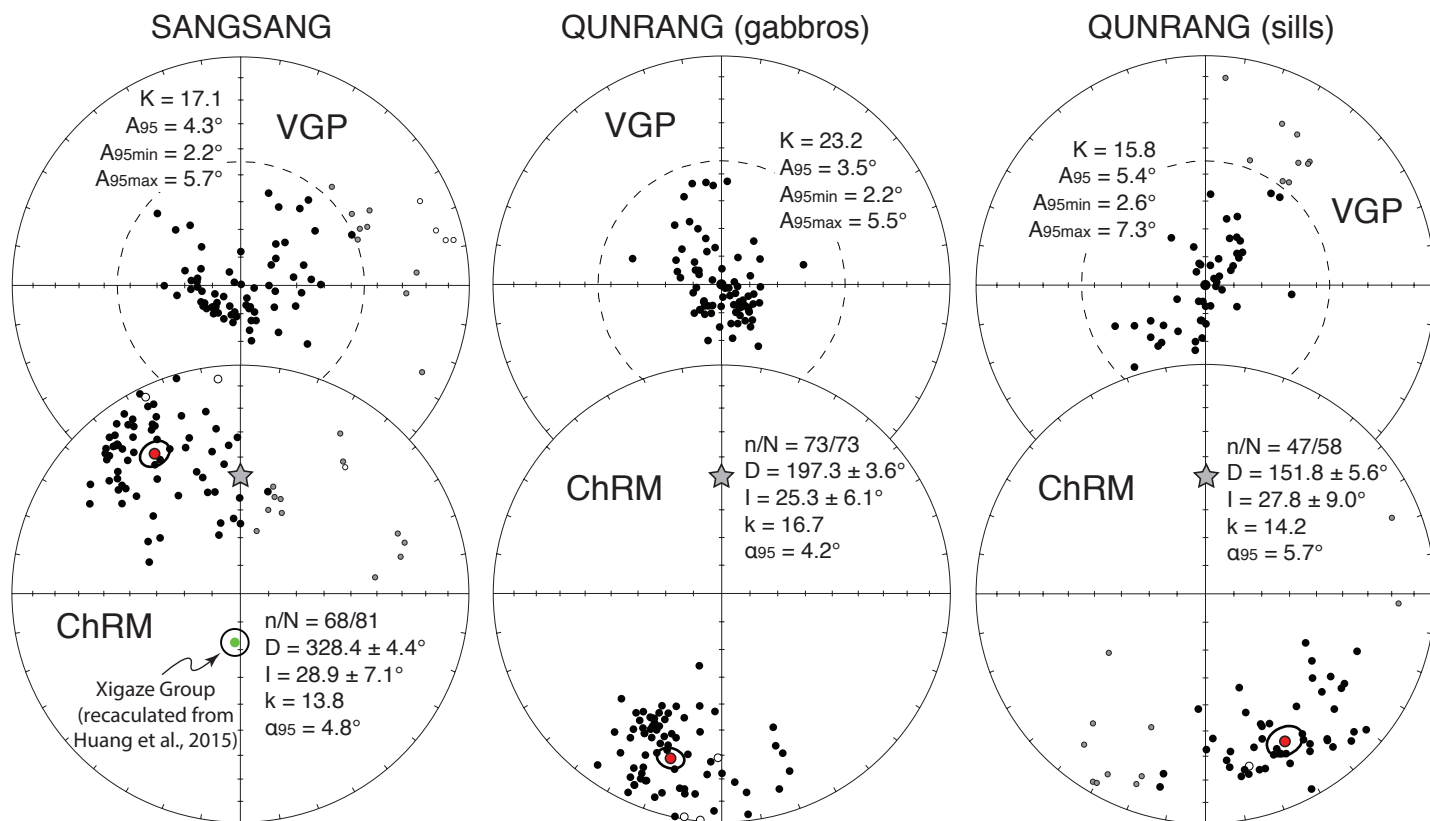 SANGSANG
K = 17.1
A95 = 4.3°
A95min = 2.2°
A95max = 5.7°
VGP
ChRM
n/N = 68/81
D = 328.4 ± 4.4°
I = 28.9 ± 7.1°
k = 13.8
α95 = 4.8°
Xigaze Group
(recaculated from
Huang et al., 2015)
QUNRANG (gabbros)
VGP
K = 23.2
A95 = 3.5°
A95min = 2.2°
A95max = 5.5°
ChRM
n/N = 73/73
D = 197.3 ± 3.6°
I = 25.3 ± 6.1°
k = 16.7
α95 = 4.2°
QUNRANG (sills)
K = 15.8
A95 = 5.4°
A95min = 2.6°
A95max = 7.3°
VGP
ChRM
n/N = 47/58
D = 151.8 ± 5.6°
I = 27.8 ± 9.0°
k = 14.2
α95 = 5.7°